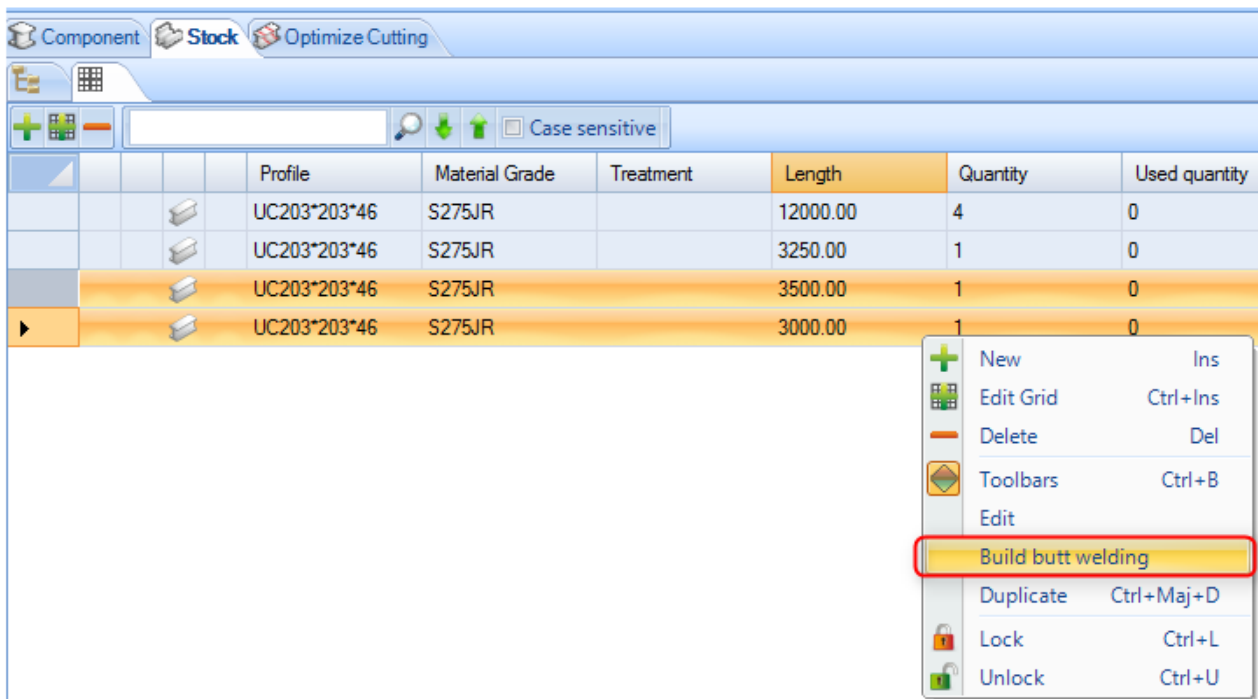 Component Stock Optimize Cutting
Case sensitive
Profile Material Grade Treatment Length Quantity Used quantity
UC203*203*46 S275JR 12000.00 4 0
UC203*203*46 S275JR 3250.00 1 0
UC203*203*46 S275JR 3500.00 1 0
UC203*203*46 S275JR 3000.00 1 0
New Ins
Edit Grid Ctrl+Ins
Delete Del
Toolbars Ctrl+B
Edit
Build butt welding
Duplicate Ctrl+Maj+D
Lock Ctrl+L
Unlock Ctrl+U